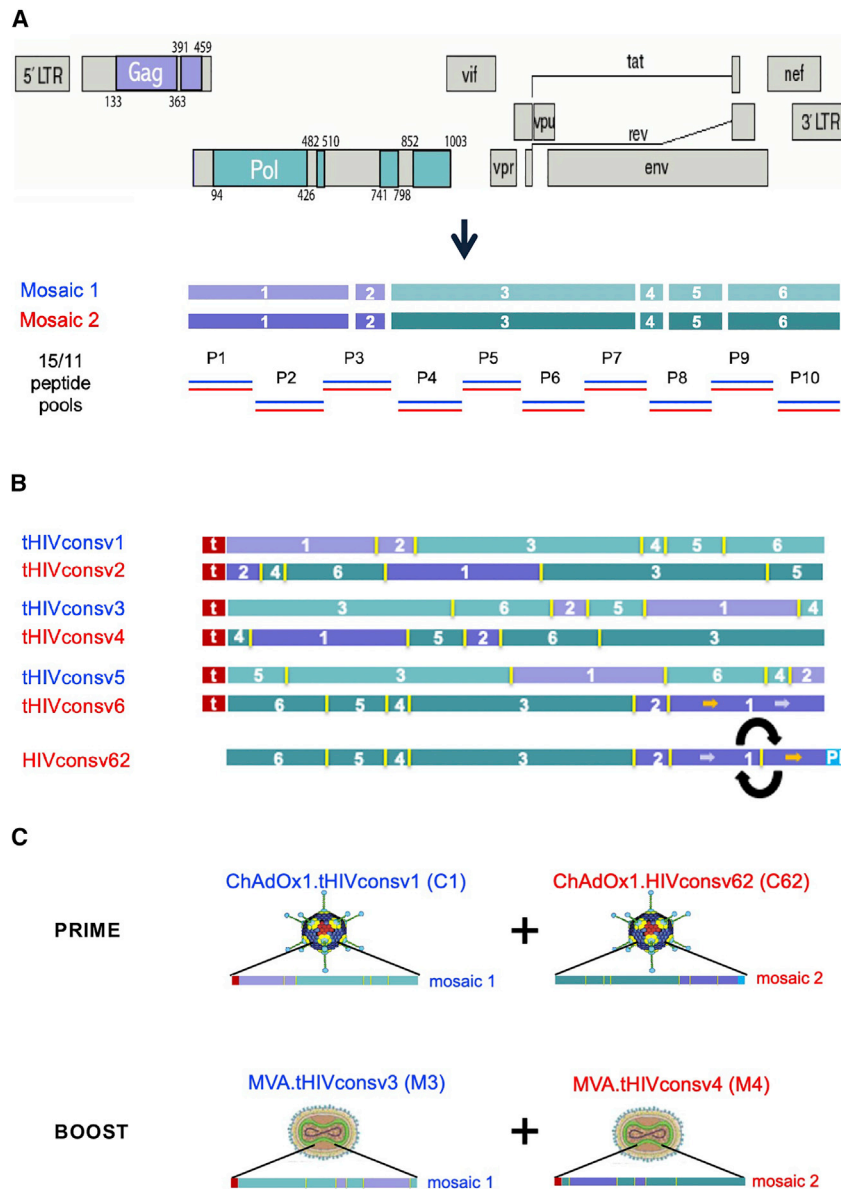 A
391 459
5' LTR
Gag
133 363
vif
tat
nef
vpu
rev
3' LTR
482 510 852 1003
Pol
vpr
env
94 426 741 798
Mosaic 1 1 2 3 4 5 6
Mosaic 2 1 2 3 4 5 6
15/11
peptide
pools
P1 P3 P5 P7 P9
P2 P4 P6 P8 P10
B
tHIVconsv1 t 1 2 3 4 5 6
tHIVconsv2 t 2 4 6 1 3 5
tHIVconsv3 t 3 6 2 5 1 4
tHIVconsv4 t 4 1 5 2 6 3
tHIVconsv5 t 5 3 1 6 4 2
tHIVconsv6 t 6 5 4 3 2 1
HIVconsv62 6 5 4 3 2 1
C
ChAdOx1.tHIVconsv1 (C1) ChAdOx1.HIVconsv62 (C62)
PRIME +
mosaic 1 mosaic 2
MVA.tHIVconsv3 (M3) MVA.tHIVconsv4 (M4)
BOOST +
mosaic 1 mosaic 2